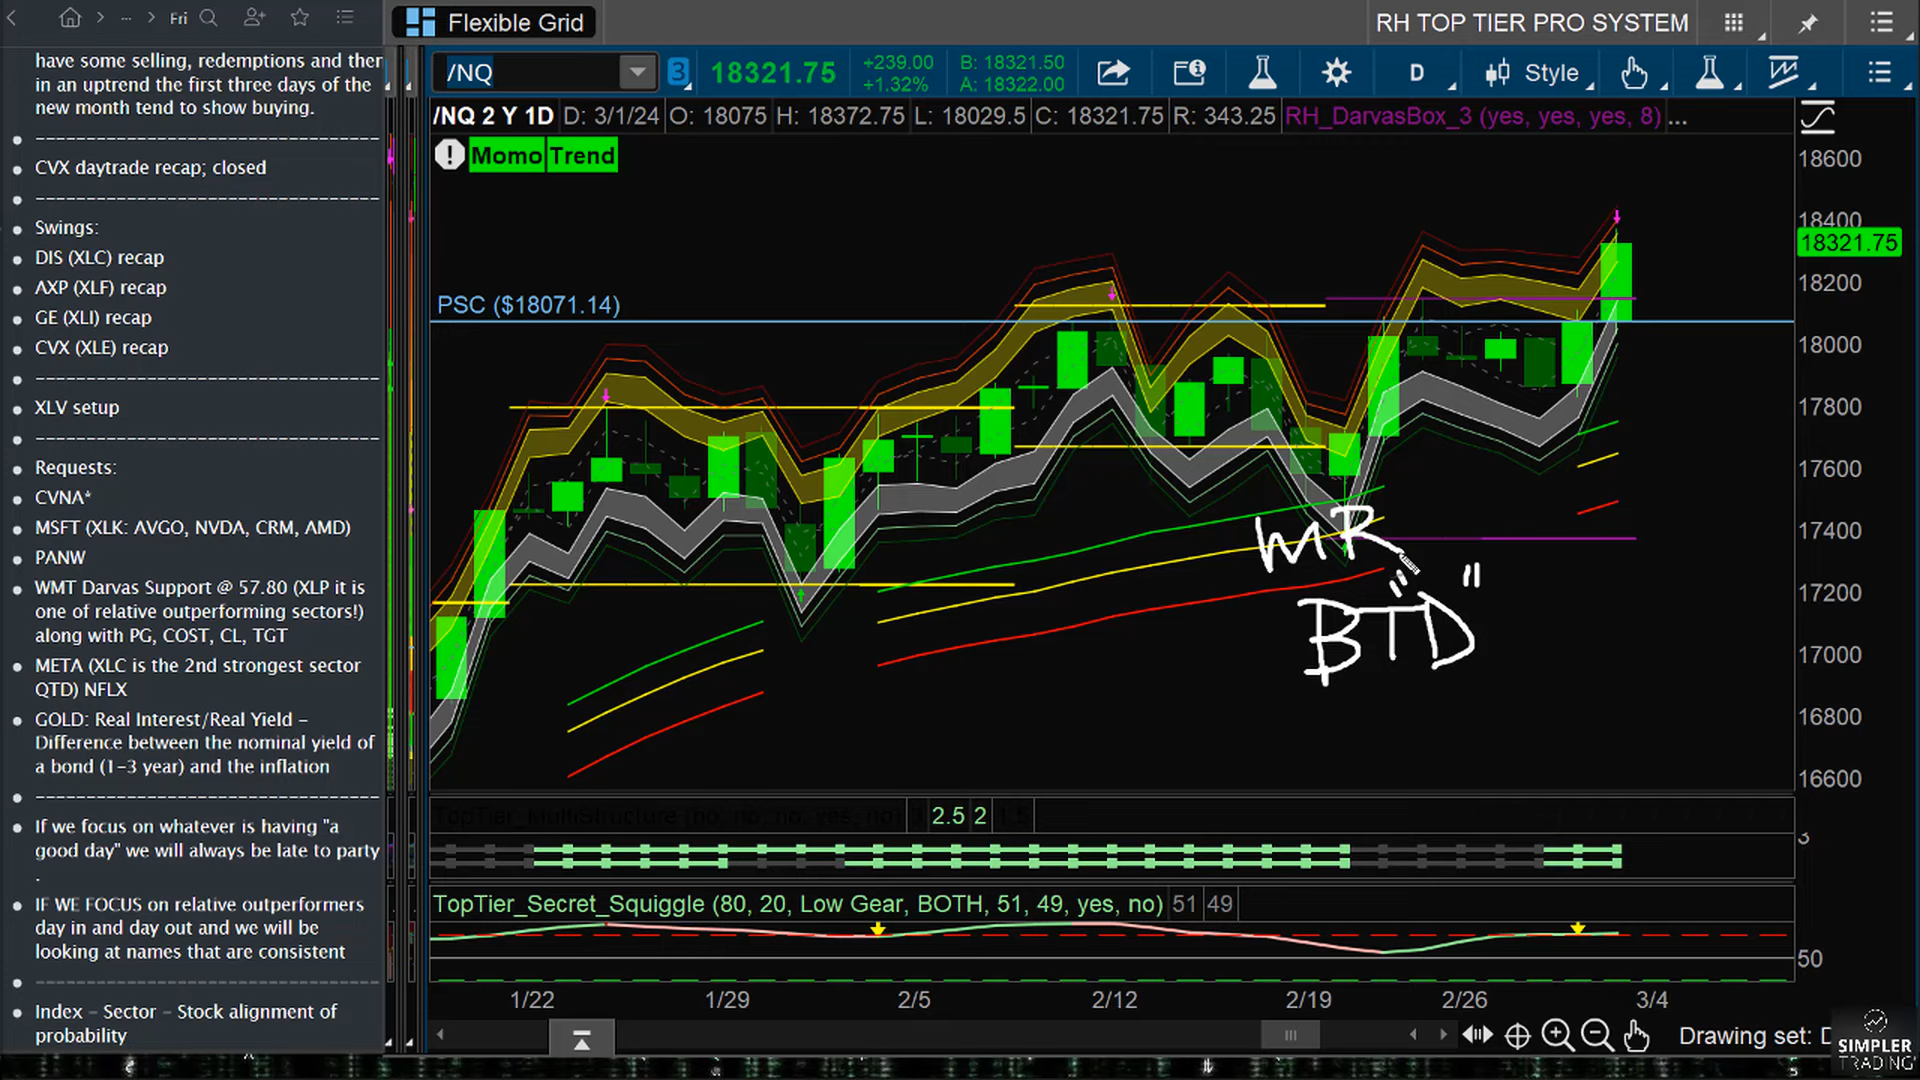 ... Fri
Flexible Grid
RH TOP TIER PRO SYSTEM
have some selling, redemptions and then
in an uptrend the first three days of the
new month tend to show buying.
CVX daytrade recap; closed
Swings:
DIS (XLC) recap
AXP (XLF) recap
GE (XLI) recap
CVX (XLE) recap
XLV setup
Requests:
CVNA*
MSFT (XLK: AVGO, NVDA, CRM, AMD)
PANW
WMT Darvas Support @ 57.80 (XLP it is
one of relative outperforming sectors!)
along with PG, COST, CL, TGT
META (XLC is the 2nd strongest sector
QTD) NFLX
GOLD: Real Interest/Real Yield –
Difference between the nominal yield of
a bond (1-3 year) and the inflation
If we focus on whatever is having "a
good day" we will always be late to party
.
IF WE FOCUS on relative outperformers
day in and day out and we will be
looking at names that are consistent
Index – Sector – Stock alignment of
probability
/NQ 3 18321.75 +239.00 B: 18321.50
+1.32% A: 18322.00
D Style
/NQ 2 Y 1D D: 3/1/24 O: 18075 H: 18372.75 L: 18029.5 C: 18321.75 R: 343.25 RH_DarvasBox_3 (yes, yes, yes, 8) ...
Momo Trend
PSC ($18071.14)
MR
"BTD"
18600
18400
18321.75
18200
18000
17800
17600
17400
17200
17000
16800
16600
TopTier_MultiStructure (no, no, no, yes, no) 3 2.5 2 1.5
3
TopTier_Secret_Squiggle (80, 20, Low Gear, BOTH, 51, 49, yes, no) 51 49
50
1/22 1/29 2/5 2/12 2/19 2/26 3/4
Drawing set: D
SIMPLER
TRADING